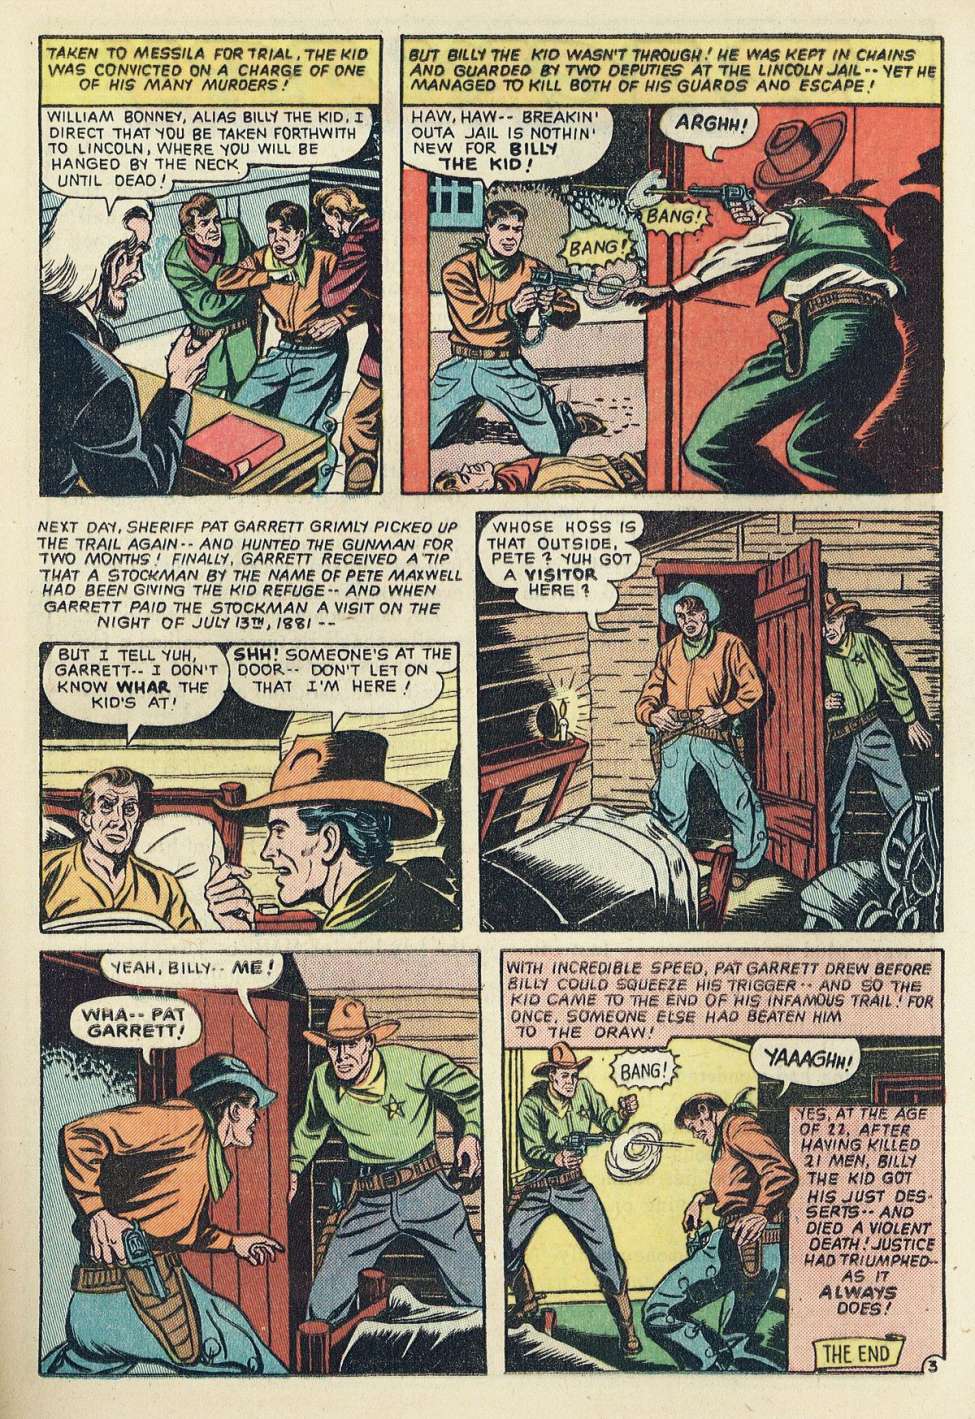 TAKEN TO MESSILA FOR TRIAL, THE KID
WAS CONVICTED ON A CHARGE OF ONE
OF HIS MANY MURDERS!
WILLIAM BONNEY, ALIAS BILLY THE KID, I
DIRECT THAT YOU BE TAKEN FORTHWITH
TO LINCOLN, WHERE YOU WILL BE
HANGED BY THE NECK
UNTIL DEAD!
BUT BILLY THE KID WASN'T THROUGH! HE WAS KEPT IN CHAINS
AND GUARDED BY TWO DEPUTIES AT THE LINCOLN JAIL-- YET HE
MANAGED TO KILL BOTH OF HIS GUARDS AND ESCAPE!
HAW, HAW-- BREAKIN'
OUTA JAIL IS NOTHIN'
NEW FOR BILLY
THE KID!
ARGHH!
BANG!
BANG!
NEXT DAY, SHERIFF PAT GARRETT GRIMLY PICKED UP
THE TRAIL AGAIN-- AND HUNTED THE GUNMAN FOR
TWO MONTHS! FINALLY, GARRETT RECEIVED A TIP
THAT A STOCKMAN BY THE NAME OF PETE MAXWELL
HAD BEEN GIVING THE KID REFUGE-- AND WHEN
GARRETT PAID THE STOCKMAN A VISIT ON THE
NIGHT OF JULY 13TH, 1881 --
BUT I TELL YUH,
GARRETT-- I DON'T
KNOW WHAR THE
KID'S AT!
SHH! SOMEONE'S AT THE
DOOR-- DON'T LET ON
THAT I'M HERE!
WHOSE HOSS IS
THAT OUTSIDE,
PETE? YUH GOT
A VISITOR
HERE?
YEAH, BILLY-- ME!
WHA-- PAT
GARRETT!
WITH INCREDIBLE SPEED, PAT GARRETT DREW BEFORE
BILLY COULD SQUEEZE HIS TRIGGER-- AND SO THE
KID CAME TO THE END OF HIS INFAMOUS TRAIL! FOR
ONCE, SOMEONE ELSE HAD BEATEN HIM
TO THE DRAW!
BANG!
YAAAGHH!
YES, AT THE AGE
OF 22, AFTER
HAVING KILLED
21 MEN, BILLY
THE KID GOT
HIS JUST DES-
SERTS-- AND
DIED A VIOLENT
DEATH! JUSTICE
HAD TRIUMPHED--
AS IT
ALWAYS
DOES!
THE END
3